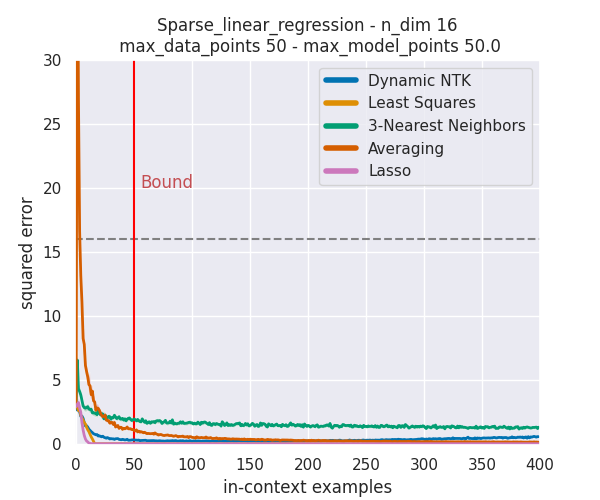 Sparse_linear_regression - n_dim 16
max_data_points 50 - max_model_points 50.0
30
25
20
15
10
5
0
squared error
Bound
Dynamic NTK
Least Squares
3-Nearest Neighbors
Averaging
Lasso
0 50 100 150 200 250 300 350 400
in-context examples